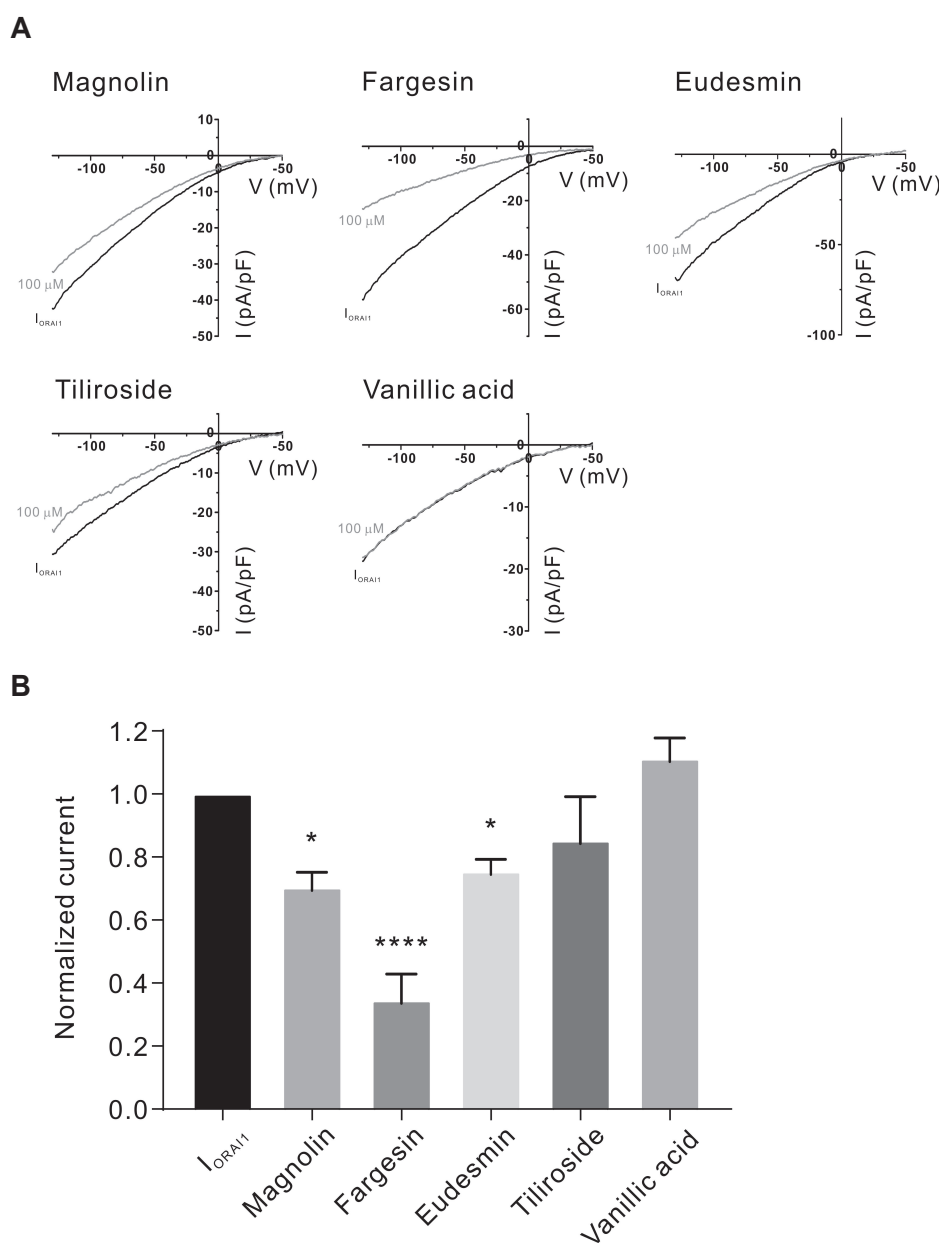 A
Magnolin
10
-100 -50 0 0 -50
V (mV)
-10
-20
-30
-40
-50
I (pA/pF)
100 μM
IORAI1
Fargesin
-100 -50 0 0 -50
V (mV)
-20
-40
-60
I (pA/pF)
100 μM
IORAI1
Eudesmin
-100 -50 0 0 -50
V (mV)
-50
-100
I (pA/pF)
100 μM
IORAI1
Tiliroside
-100 -50 0 0 -50
V (mV)
-10
-20
-30
-40
-50
I (pA/pF)
100 μM
IORAI1
Vanillic acid
-100 -50 0 0 -50
V (mV)
-10
-20
-30
I (pA/pF)
100 μM
IORAI1
B
Normalized current
1.2
1.0
0.8
0.6
0.4
0.2
0.0
*
****
*
IORAI1
Magnolin
Fargesin
Eudesmin
Tiliroside
Vanillic acid